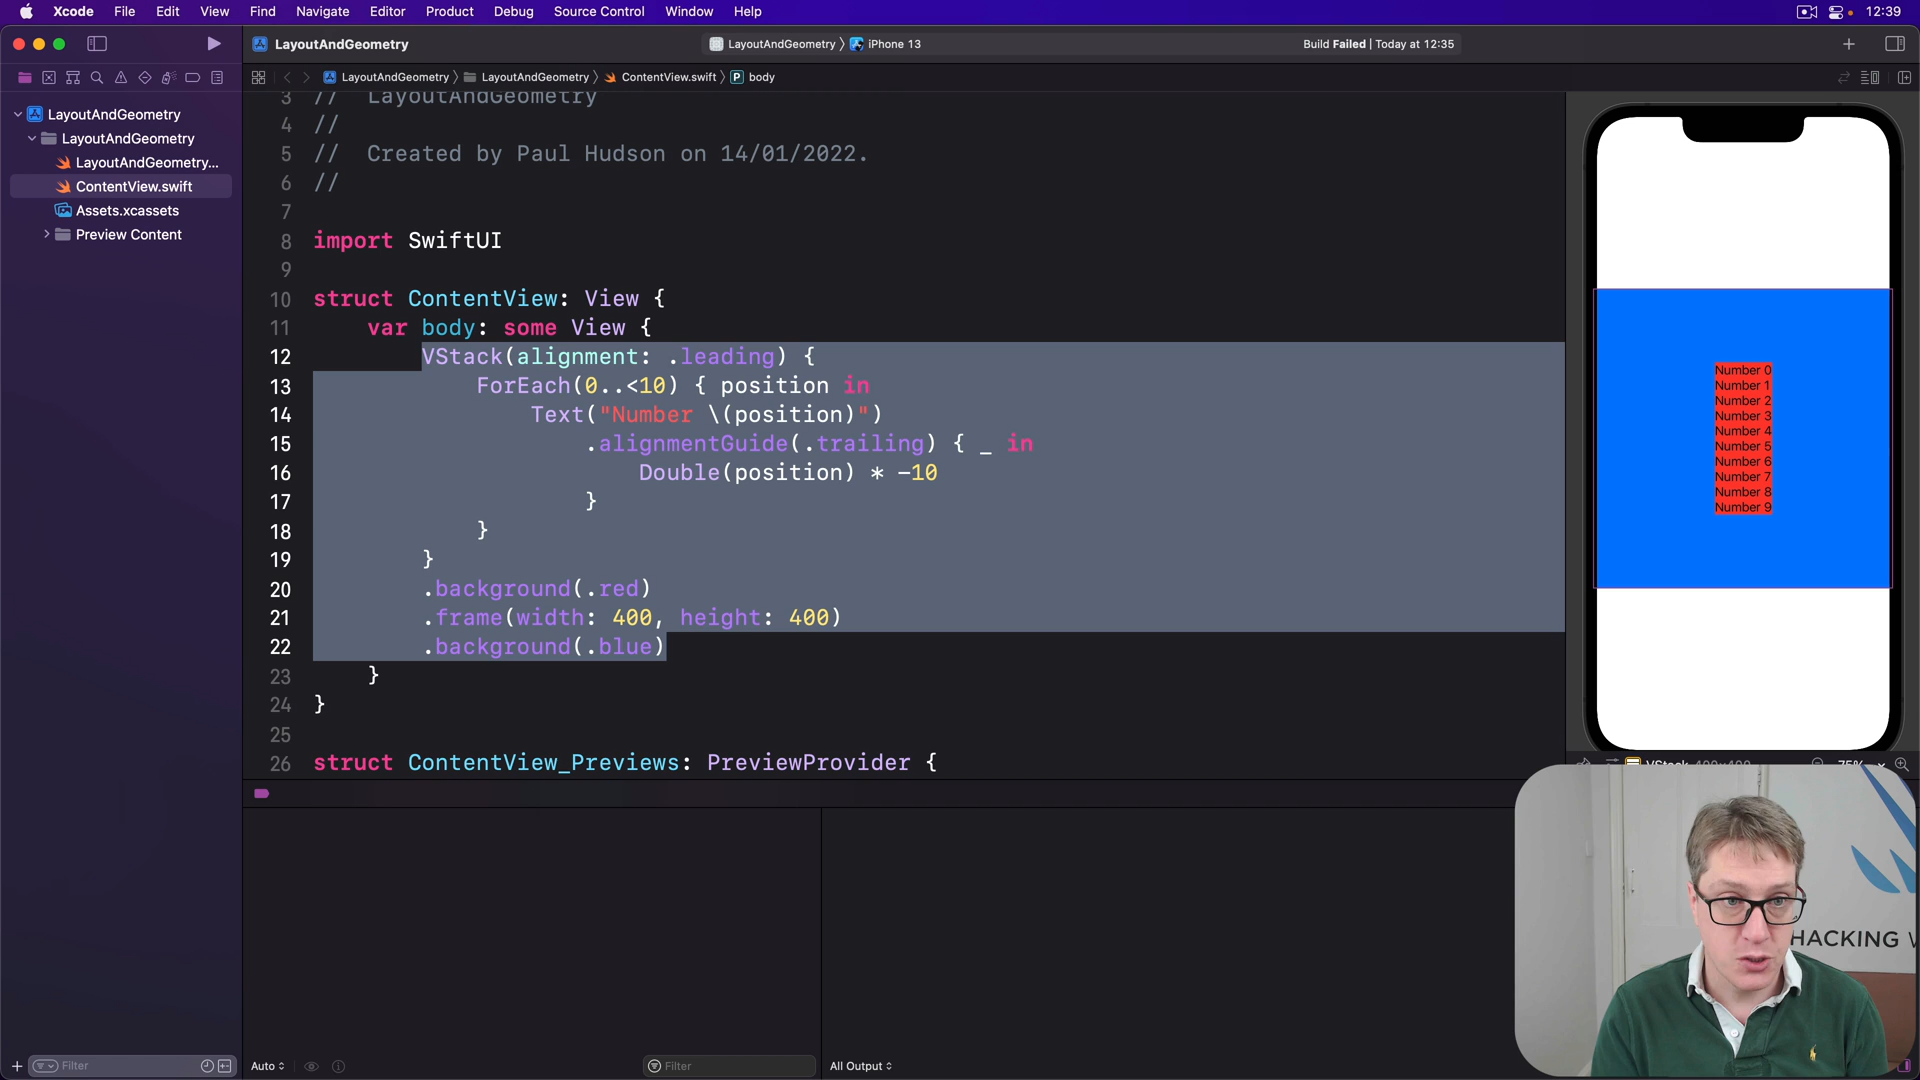 Xcode File Edit View Find Navigate Editor Product Debug Source Control Window Help 12:39
LayoutAndGeometry
LayoutAndGeometry 〉 iPhone 13
Build Failed | Today at 12:35
LayoutAndGeometry 〉 LayoutAndGeometry 〉 ContentView.swift 〉 P body
LayoutAndGeometry
LayoutAndGeometry
LayoutAndGeometry...
ContentView.swift
Assets.xcassets
Preview Content
3 // LayoutAndGeometry
4 //
5 // Created by Paul Hudson on 14/01/2022.
6 //
7
8 import SwiftUI
9
10 struct ContentView: View {
11 var body: some View {
12 VStack(alignment: .leading) {
13 ForEach(0..<10) { position in
14 Text("Number \(position)")
15 .alignmentGuide(.trailing) { _ in
16 Double(position) * -10
17 }
18 }
19 }
20 .background(.red)
21 .frame(width: 400, height: 400)
22 .background(.blue)
23 }
24 }
25
26 struct ContentView_Previews: PreviewProvider {
Number 0
Number 1
Number 2
Number 3
Number 4
Number 5
Number 6
Number 7
Number 8
Number 9
VStack 400x400 75%
HACKING
Filter
Auto
Filter
All Output